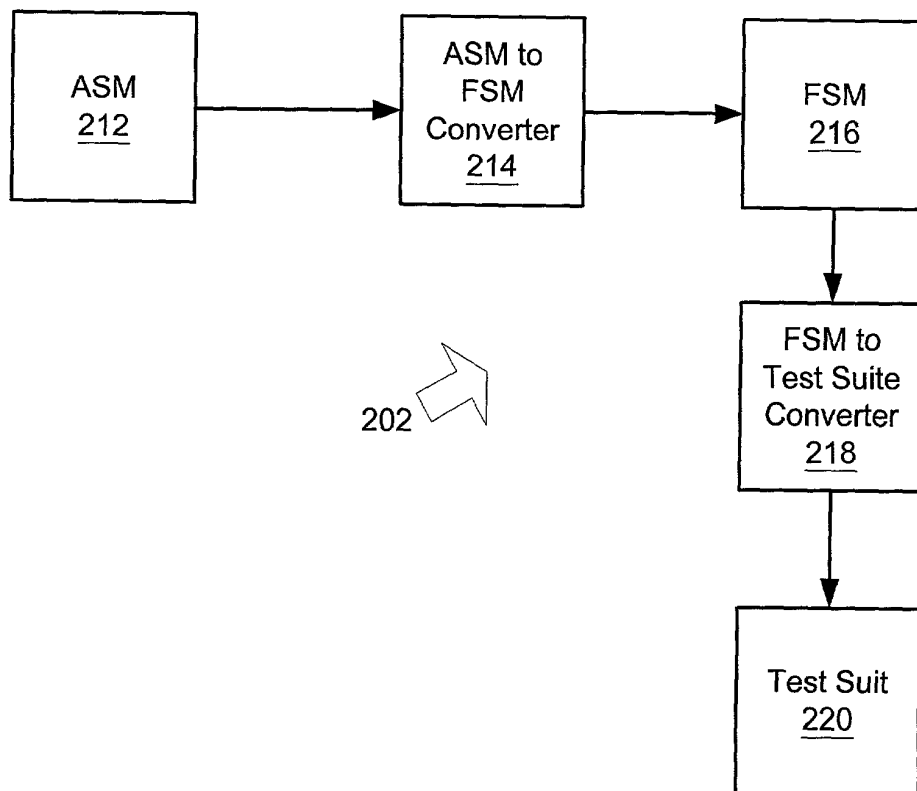 ASM
212
ASM to
FSM
Converter
214
FSM
216
FSM to
Test Suite
Converter
218
202
Test Suit
220